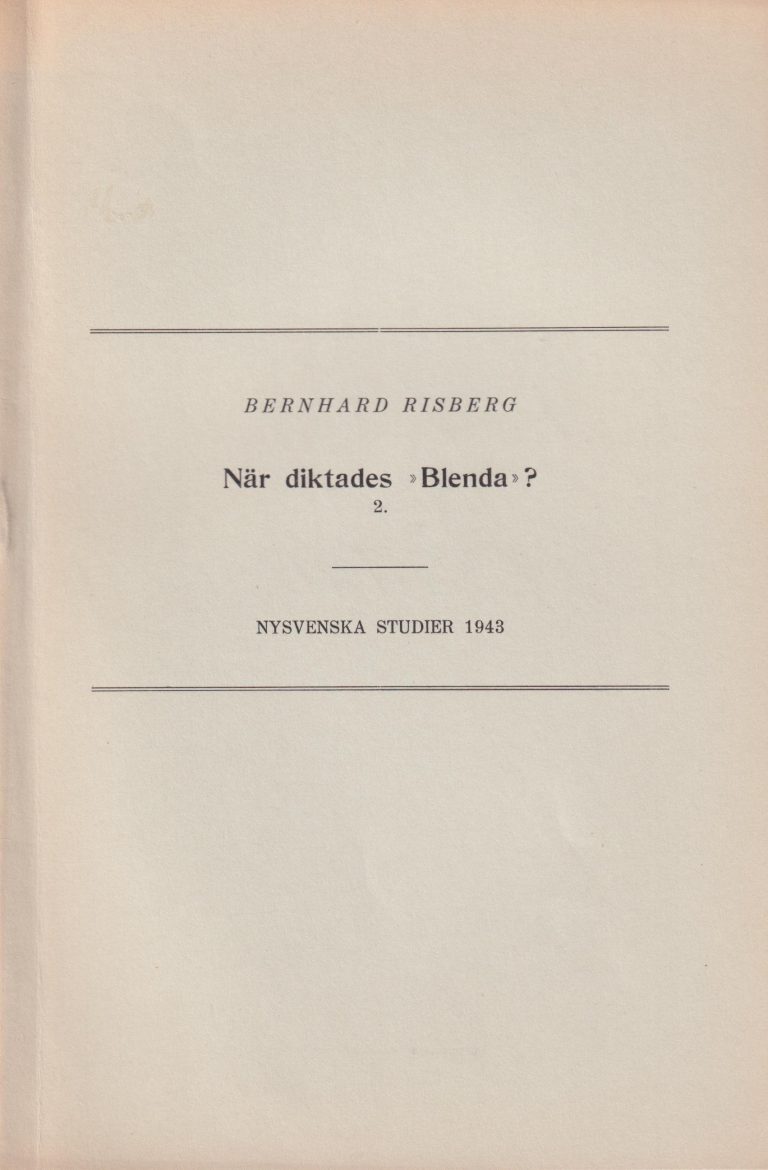 BERNHARD RISBERG
När diktades »Blenda»?
2.
NYSVENSKA STUDIER 1943